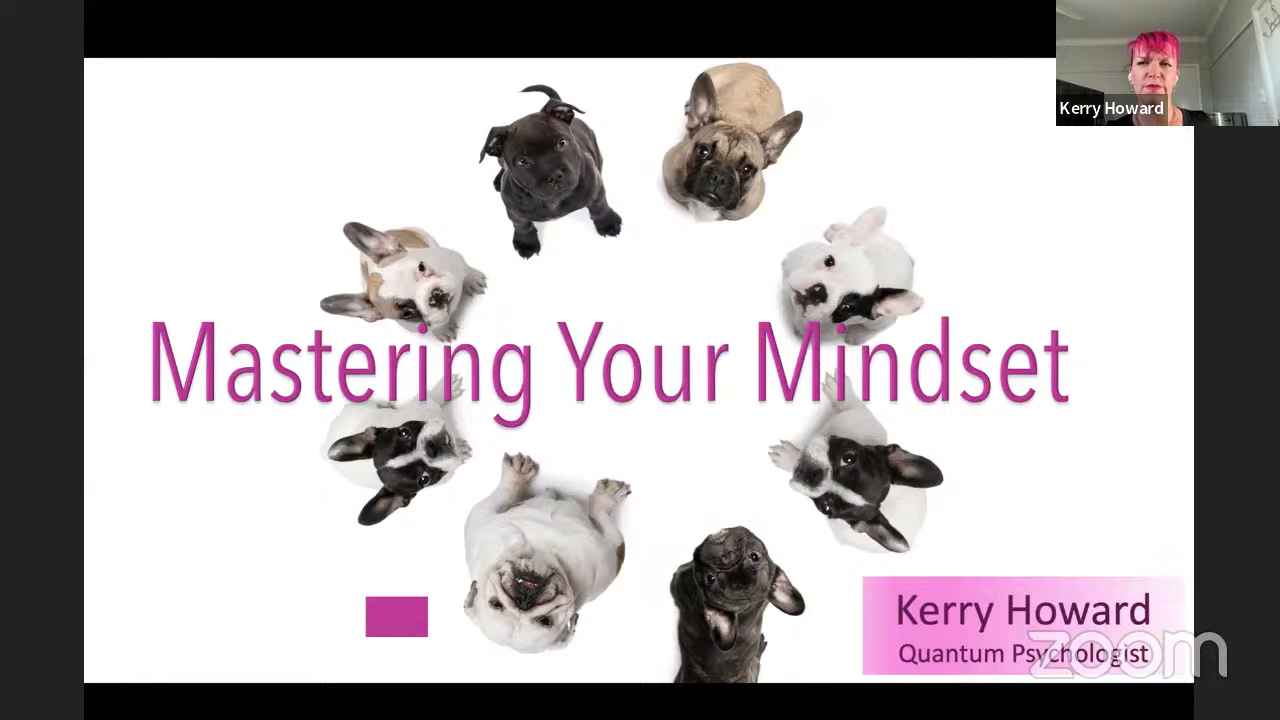 Kerry Howard
Mastering Your Mindset
Kerry Howard
Quantum Psychologist
zoom